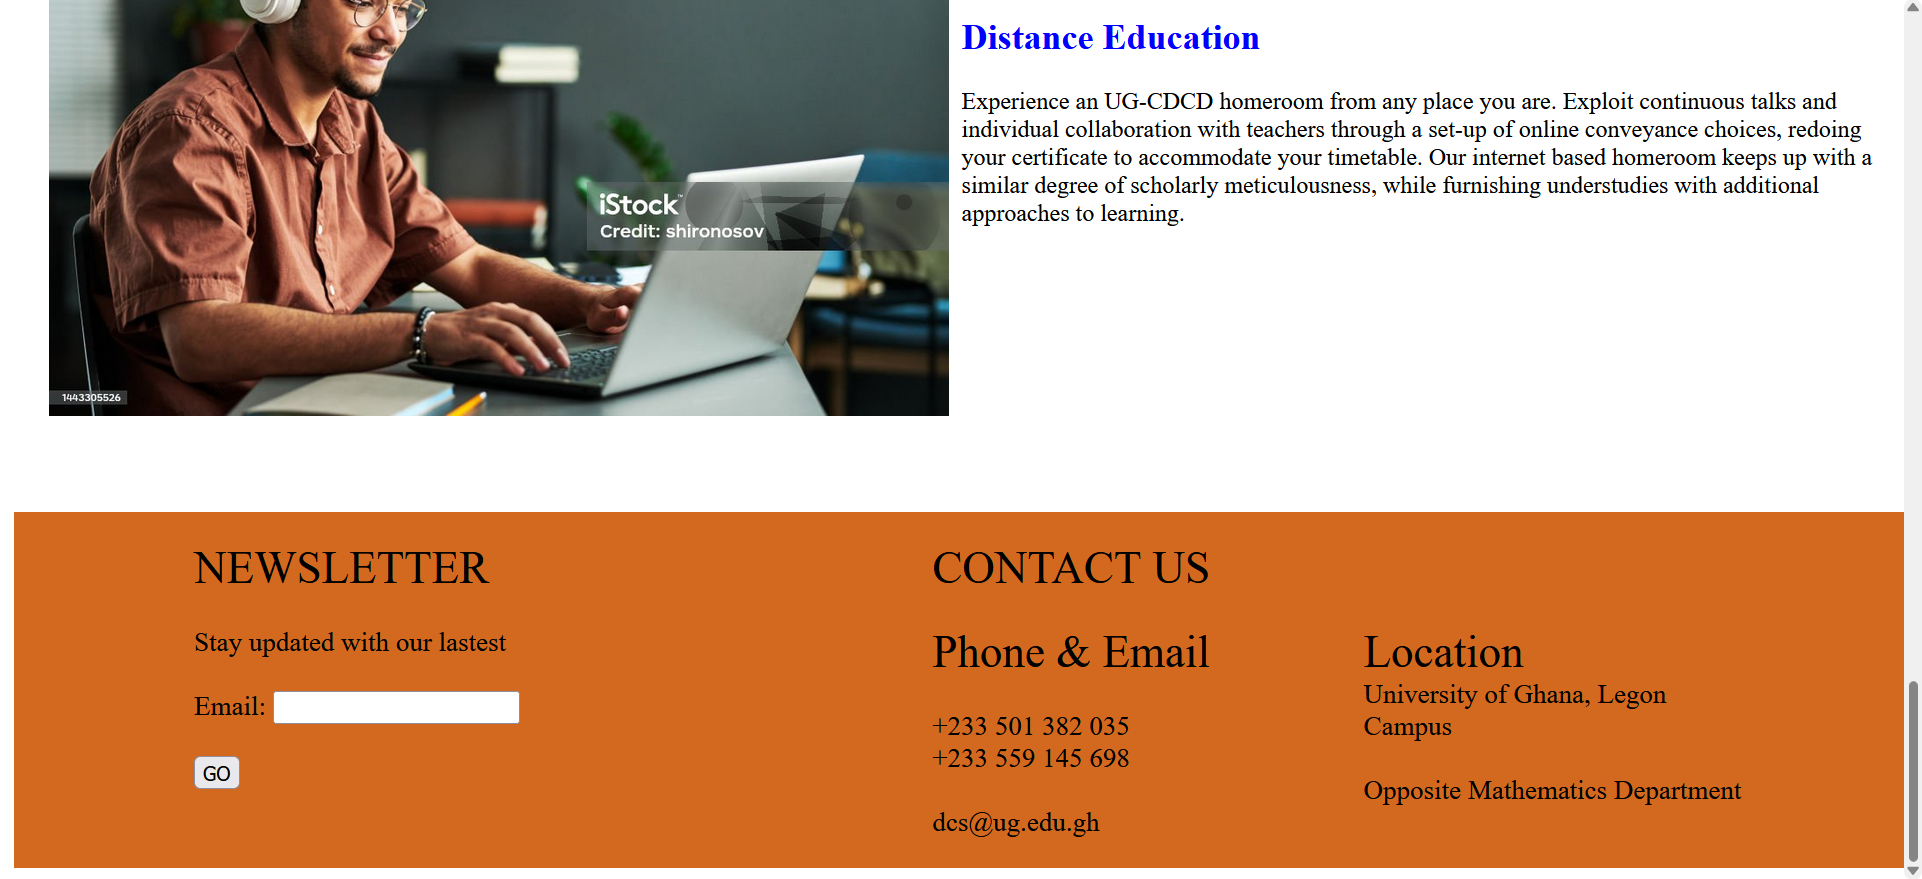 iStock™
Credit: shironosov
1443305526
Distance Education
Experience an UG-CDCD homeroom from any place you are. Exploit continuous talks and
individual collaboration with teachers through a set-up of online conveyance choices, redoing
your certificate to accommodate your timetable. Our internet based homeroom keeps up with a
similar degree of scholarly meticulousness, while furnishing understudies with additional
approaches to learning.
NEWSLETTER
Stay updated with our lastest
Email:
GO
CONTACT US
Phone & Email
+233 501 382 035
+233 559 145 698
dcs@ug.edu.gh
Location
University of Ghana, Legon
Campus
Opposite Mathematics Department